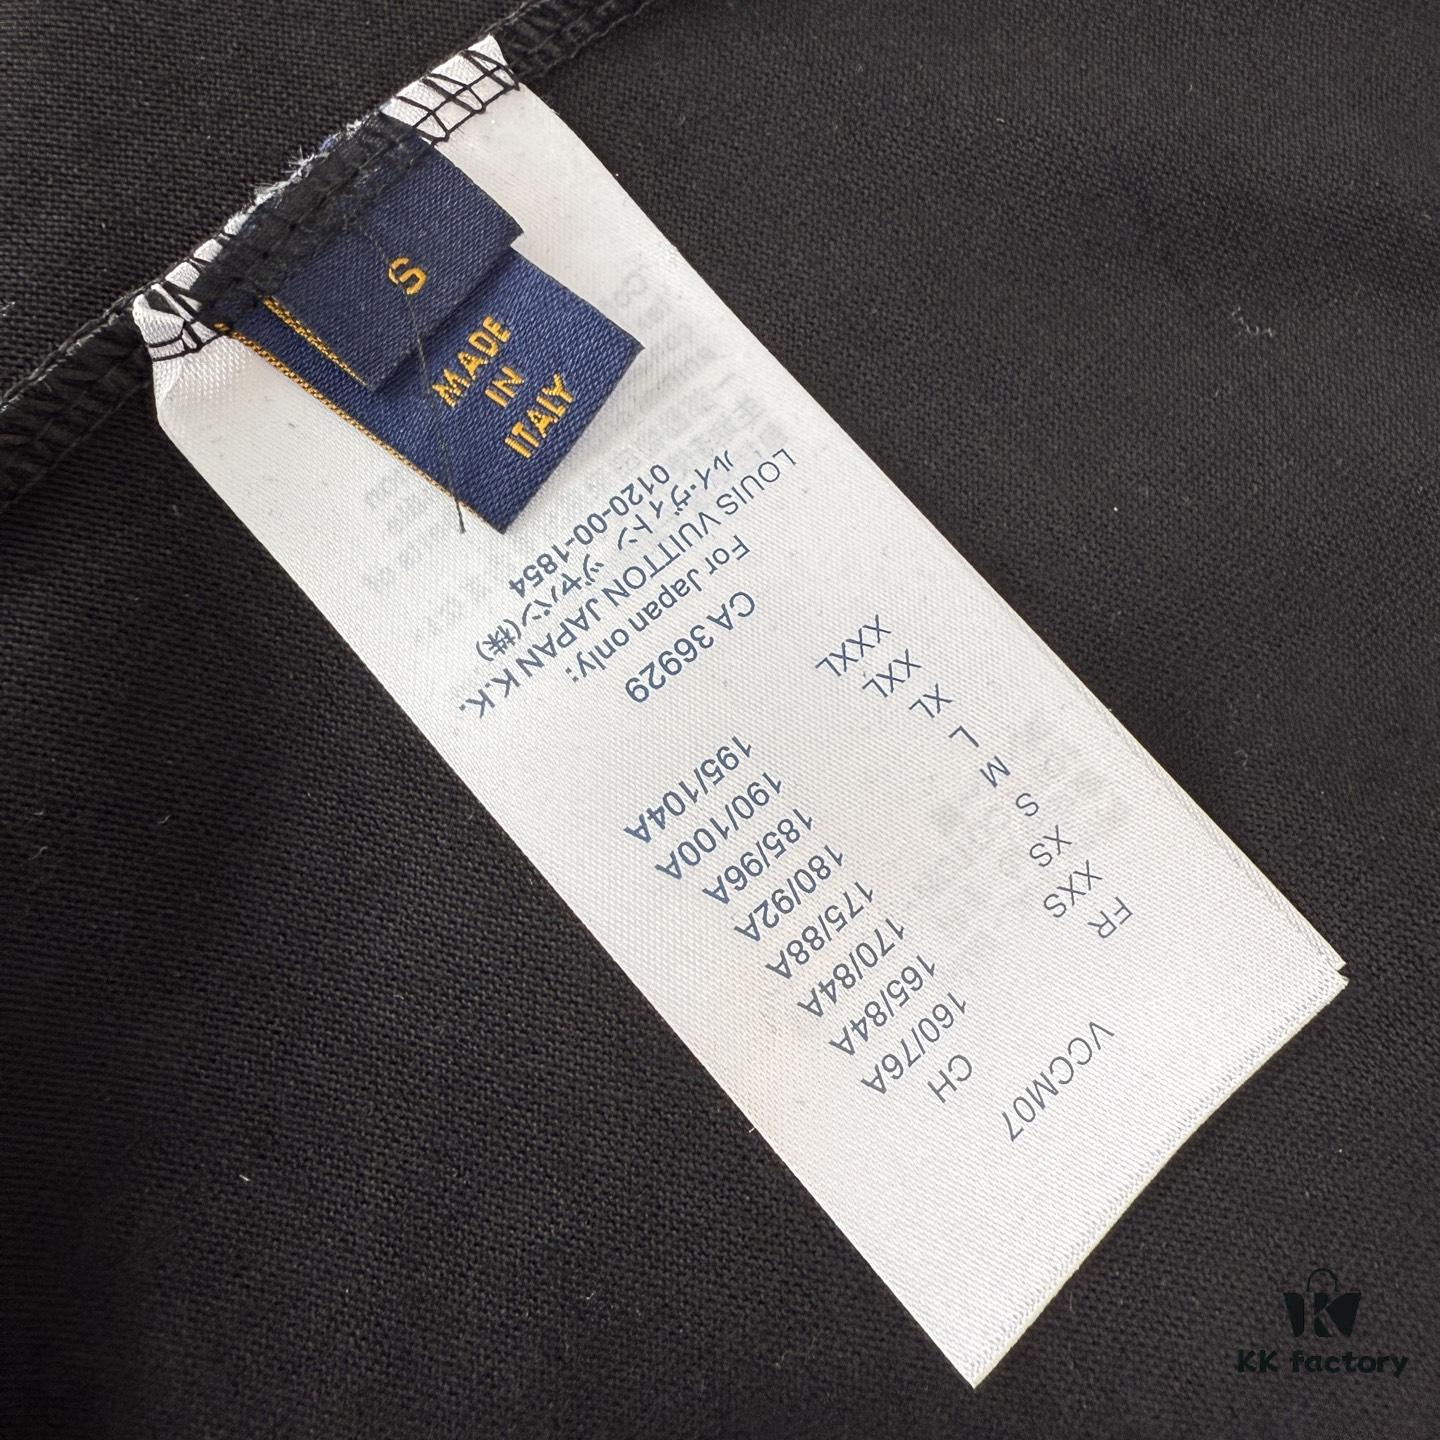 S
MADE
IN
ITALY
VCCM07
FR CH
XXS 160/76A
XS 165/84A
S 170/84A
M 175/88A
L 180/92A
XL 185/96A
XXL 190/100A
XXXL 195/104A
CA 36929
For Japan only:
LOUIS VUITTON JAPAN K.K.
ルイ・ヴィトン ヅヤパン(株)
0120-00-1854
KK factory